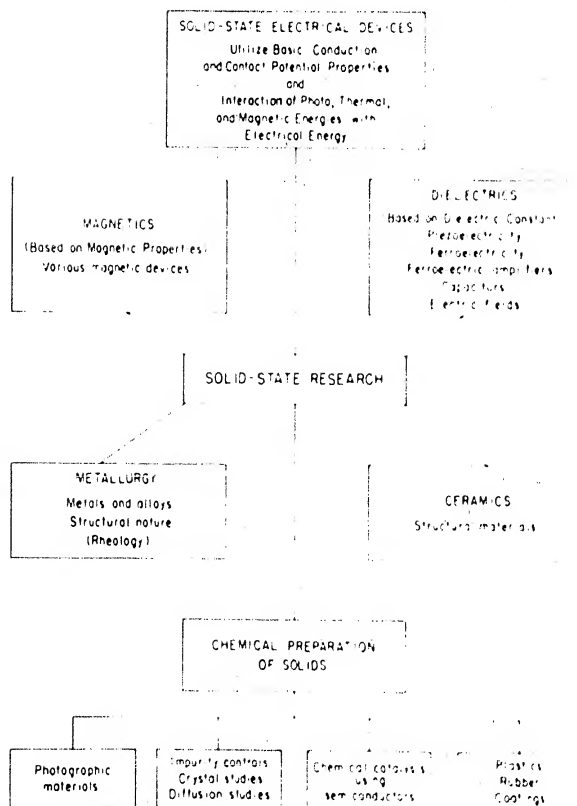 SOLID-STATE ELECTRICAL DEVICES
Utilize Basic Conduction
and Contact Potential Properties
and
Interaction of Photo, Thermal,
and Magnetic Energies with
Electrical Energy
MAGNETICS
(Based on Magnetic Properties)
Various magnetic devices
DIELECTRICS
(Based on Dielectric Constant
Piezoelectricity
Ferroelectricity
Ferroelectric amplifiers
Capacitors
Electric fields
SOLID-STATE RESEARCH
METALLURGY
Metals and alloys
Structural nature
(Rheology)
CERAMICS
Structural materials
CHEMICAL PREPARATION
OF SOLIDS
Photographic
materials
Impurity controls
Crystal studies
Diffusion studies
Chemical catalysis
using
semiconductors
Plastics
Rubber
Coatings